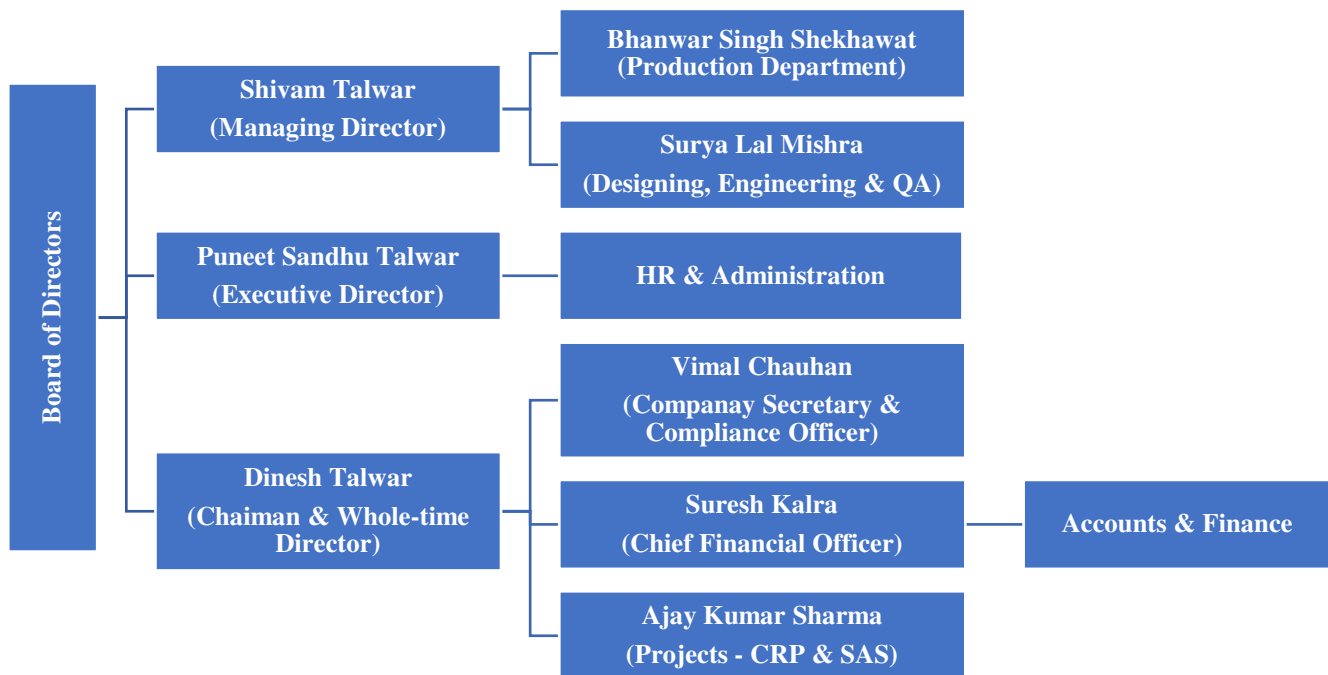 Board of Directors
Shivam Talwar
(Managing Director)
Bhanwar Singh Shekhawat
(Production Department)
Surya Lal Mishra
(Designing, Engineering & QA)
Puneet Sandhu Talwar
(Executive Director)
HR & Administration
Dinesh Talwar
(Chaiman & Whole-time
Director)
Vimal Chauhan
(Companay Secretary &
Compliance Officer)
Suresh Kalra
(Chief Financial Officer)
Accounts & Finance
Ajay Kumar Sharma
(Projects - CRP & SAS)